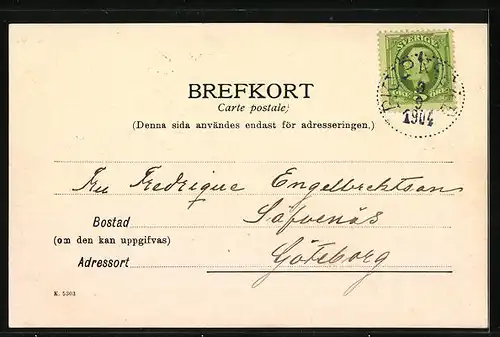 SVERIGE
BREFKORT
Carte postale;
(Denna sida användes endast för adresseringen.)
1904
Fru Fredrique Engelbrechtson
Bostad Säfvenäs
(om den kan uppgifvas)
Adressort Göteborg
K. 5303